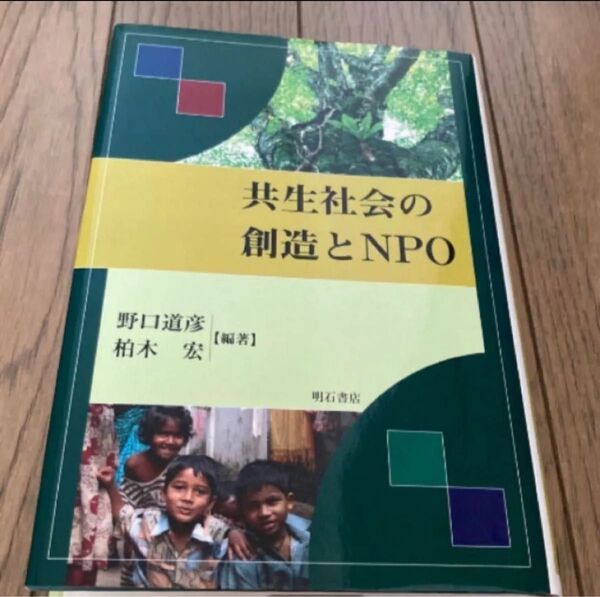 共生社会の
創造とNPO
野口道彦
柏木　宏
【編著】
明石書店